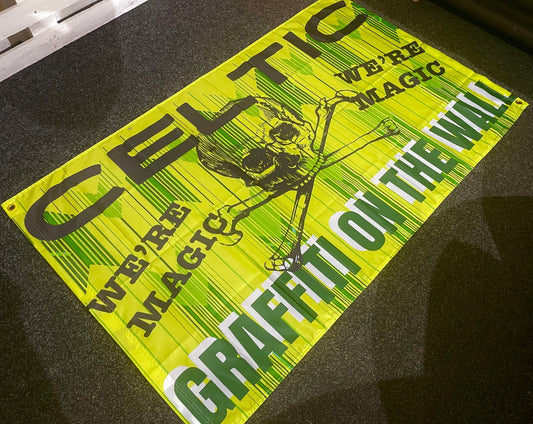 CELTIC
WE'RE
MAGIC
WE'RE
MAGIC
GRAFFITI ON THE WALL